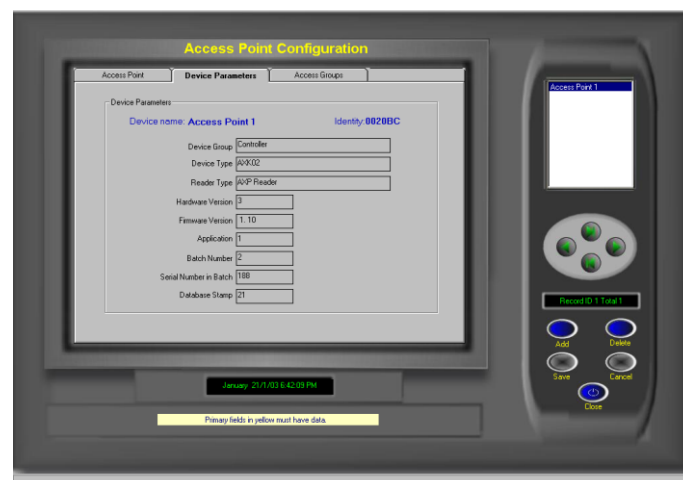 Access Point Configuration
Access Point
Device Parameters
Access Groups
Device Parameters
Device name: Access Point 1 Identity:0020BC
Device Group Controller
Device Type AXK02
Reader Type AXP Reader
Hardware Version 3
Firmware Version 1. 10
Application 1
Batch Number 2
Serial Number in Batch 188
Database Stamp 21
January 21/1/03 6:42:09 PM
Primary fields in yellow must have data.
Access Point 1
Record ID 1 Total 1
Add Delete
Save Cancel
Close